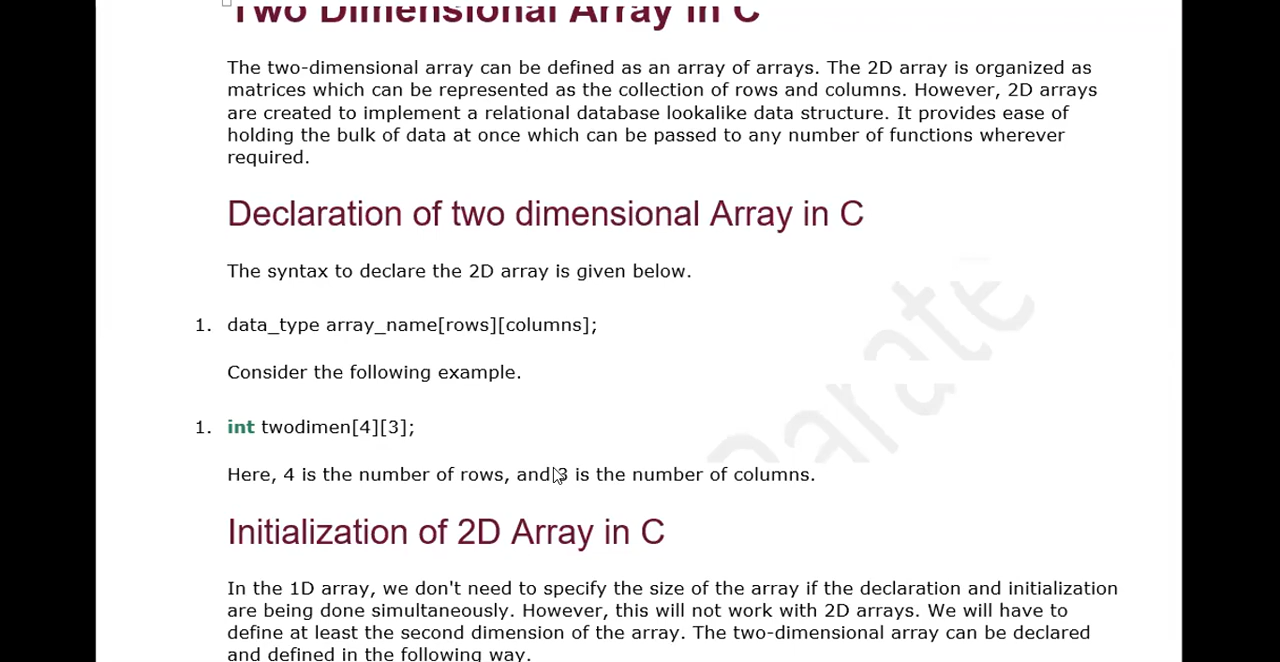 Two Dimensional Array in C
The two-dimensional array can be defined as an array of arrays. The 2D array is organized as
matrices which can be represented as the collection of rows and columns. However, 2D arrays
are created to implement a relational database lookalike data structure. It provides ease of
holding the bulk of data at once which can be passed to any number of functions wherever
required.
Declaration of two dimensional Array in C
The syntax to declare the 2D array is given below.
1. data_type array_name[rows][columns];
Consider the following example.
1. int twodimen[4][3];
Here, 4 is the number of rows, and 3 is the number of columns.
Initialization of 2D Array in C
In the 1D array, we don't need to specify the size of the array if the declaration and initialization
are being done simultaneously. However, this will not work with 2D arrays. We will have to
define at least the second dimension of the array. The two-dimensional array can be declared
and defined in the following way.